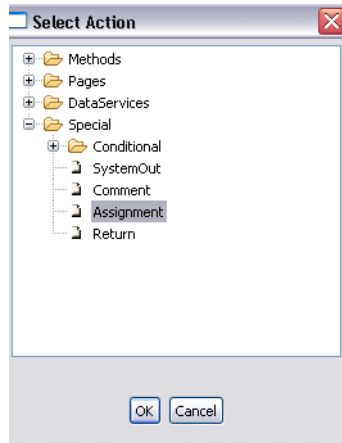 Select Action
Methods
Pages
DataServices
Special
Conditional
SystemOut
Comment
Assignment
Return
OK Cancel